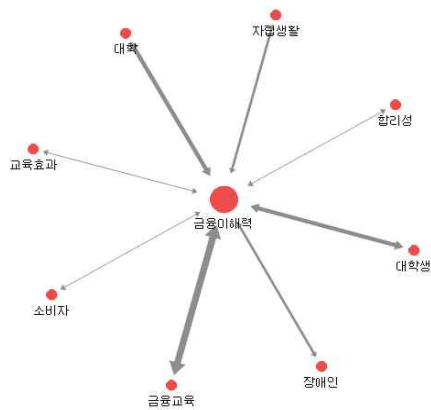 자립생활
대학
합리성
교육효과
금융이해력
대학생
소비자
장애인
금융교육